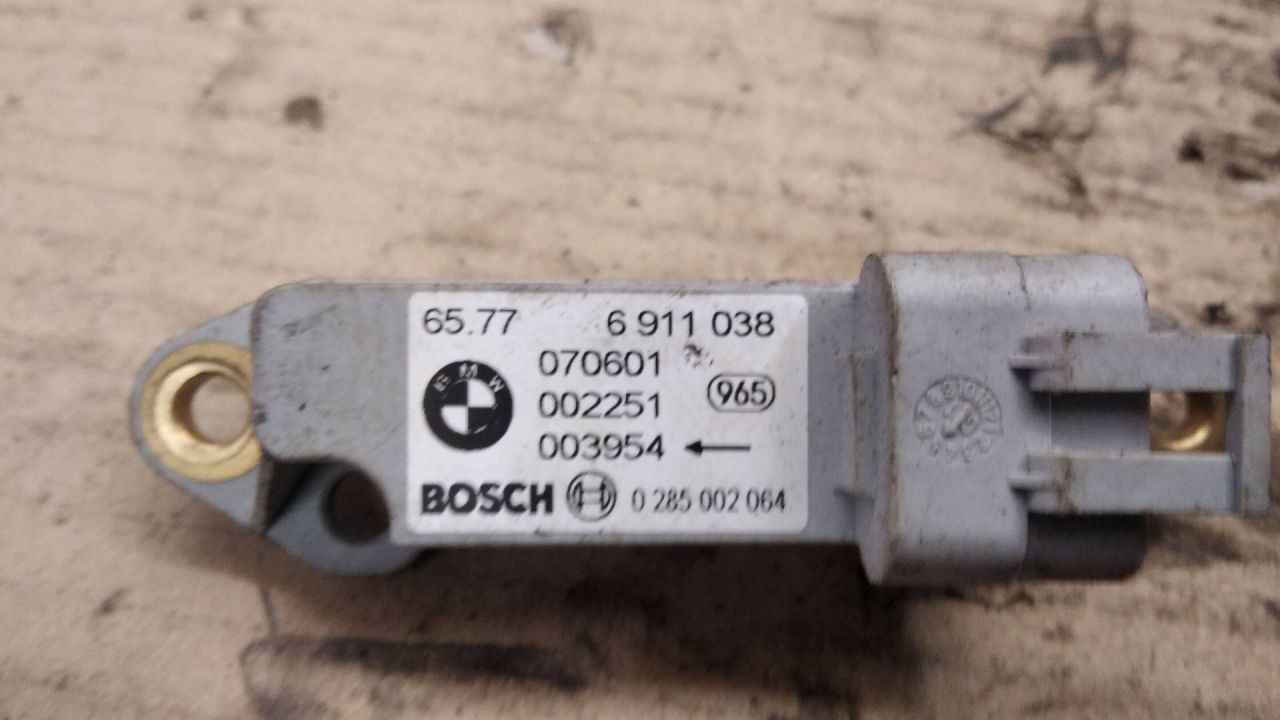 65.77 6 911 038
070601
BMW 002251 965
003954 ←
BOSCH 0 285 002 064